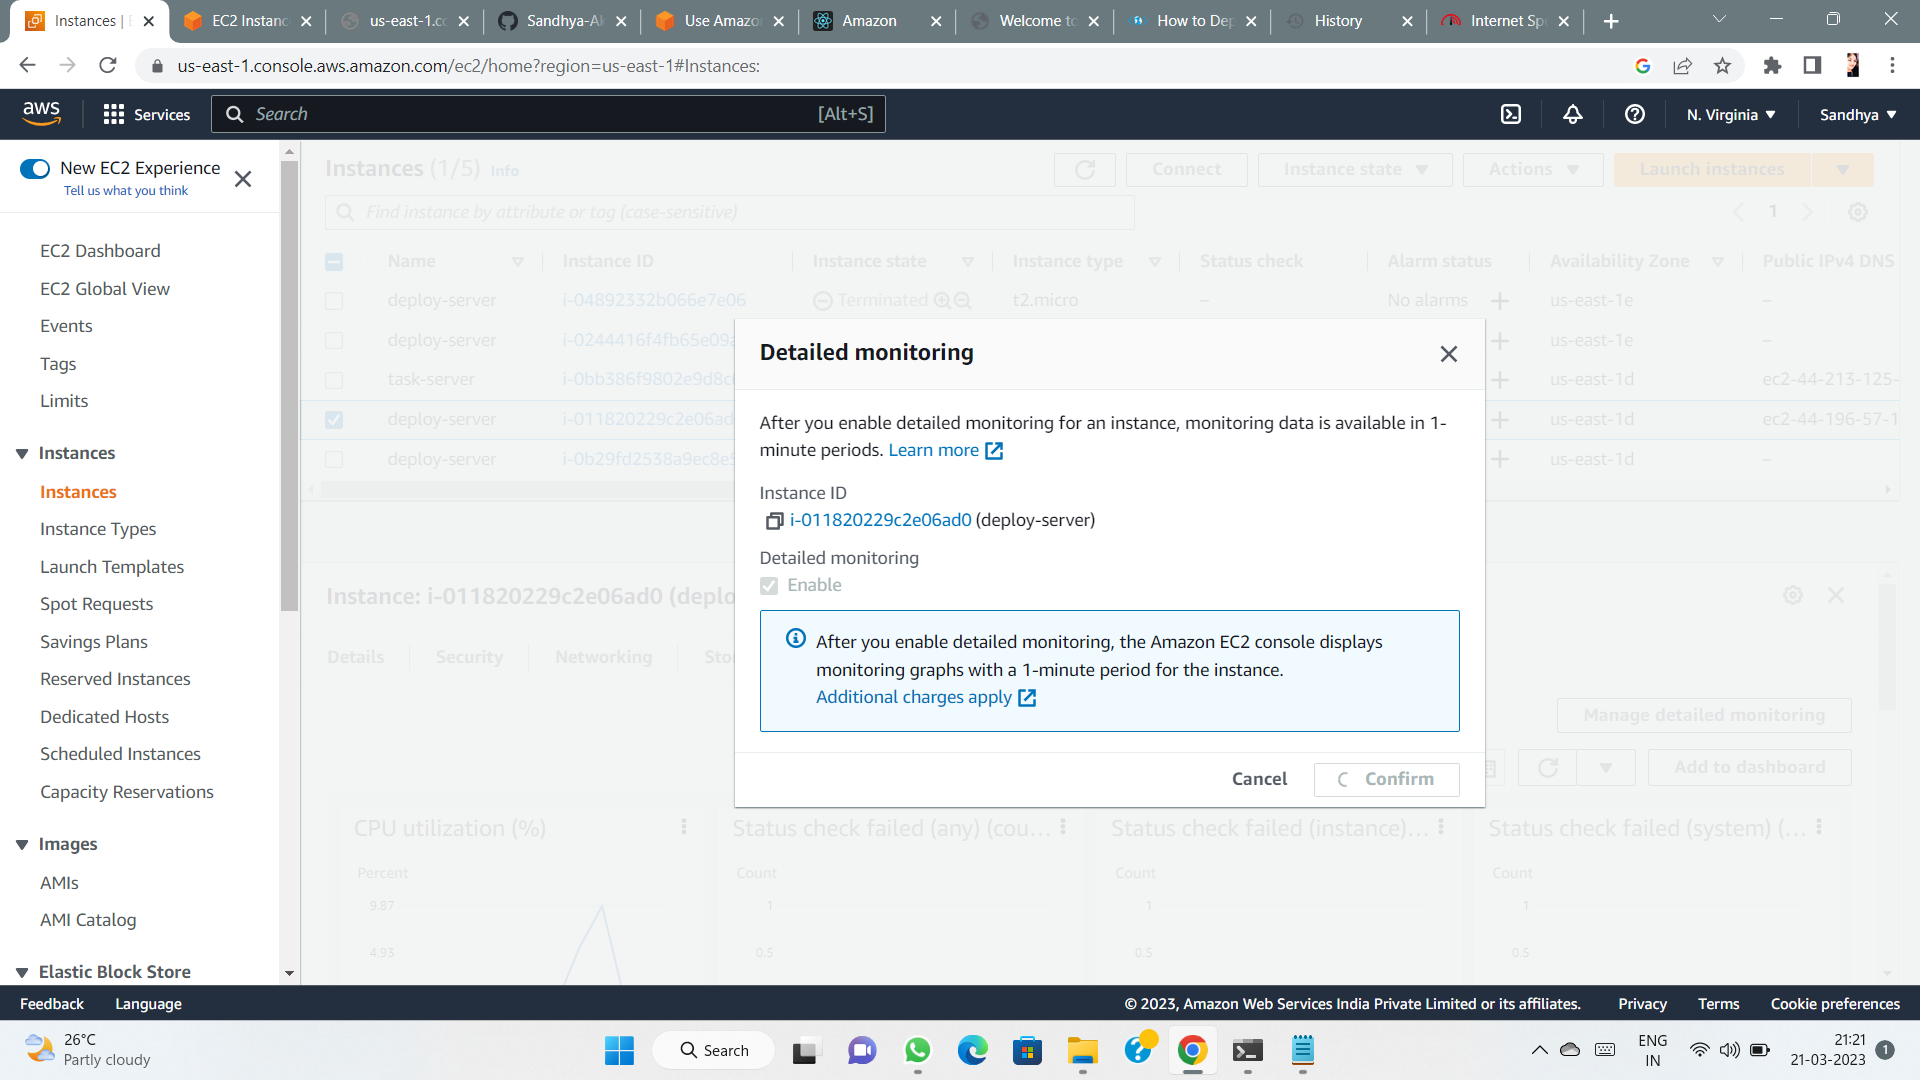 Instances | E
EC2 Instanc
us-east-1.co
Sandhya-Ak
Use Amazo
Amazon
Welcome to
How to Dep
History
Internet Spe
us-east-1.console.aws.amazon.com/ec2/home?region=us-east-1#Instances:
aws
Services
Search
[Alt+S]
N. Virginia
Sandhya
New EC2 Experience
Tell us what you think
EC2 Dashboard
EC2 Global View
Events
Tags
Limits
Instances
Instances
Instance Types
Launch Templates
Spot Requests
Savings Plans
Reserved Instances
Dedicated Hosts
Scheduled Instances
Capacity Reservations
Images
AMIs
AMI Catalog
Elastic Block Store
Instances (1/5) Info
Connect
Instance state
Actions
Launch instances
Find instance by attribute or tag (case-sensitive)
1
Name Instance ID Instance state Instance type Status check Alarm status Availability Zone Public IPv4 DNS
deploy-server i-04892332b066e7e06 Terminated t2.micro – No alarms us-east-1e –
deploy-server i-0244416f4fb65e09a us-east-1e –
task-server i-0bb386f9802e9d8c us-east-1d ec2-44-213-125-
deploy-server i-011820229c2e06ad us-east-1d ec2-44-196-57-1
deploy-server i-0b29fd2538a9ec8e5 us-east-1d –
Detailed monitoring
After you enable detailed monitoring for an instance, monitoring data is available in 1-
minute periods. Learn more
Instance ID
i-011820229c2e06ad0 (deploy-server)
Detailed monitoring
Enable
After you enable detailed monitoring, the Amazon EC2 console displays
monitoring graphs with a 1-minute period for the instance.
Additional charges apply
Cancel
Confirm
Instance: i-011820229c2e06ad0 (deplo
Details
Security
Networking
Sto
Manage detailed monitoring
Add to dashboard
CPU utilization (%)
Percent
9.87
4.93
Status check failed (any) (cou...
Count
1
0.5
Status check failed (instance)...
Count
1
0.5
Status check failed (system) (...
Count
1
0.5
Feedback
Language
© 2023, Amazon Web Services India Private Limited or its affiliates.
Privacy
Terms
Cookie preferences
26°C
Partly cloudy
Search
ENG
IN
21:21
21-03-2023
1